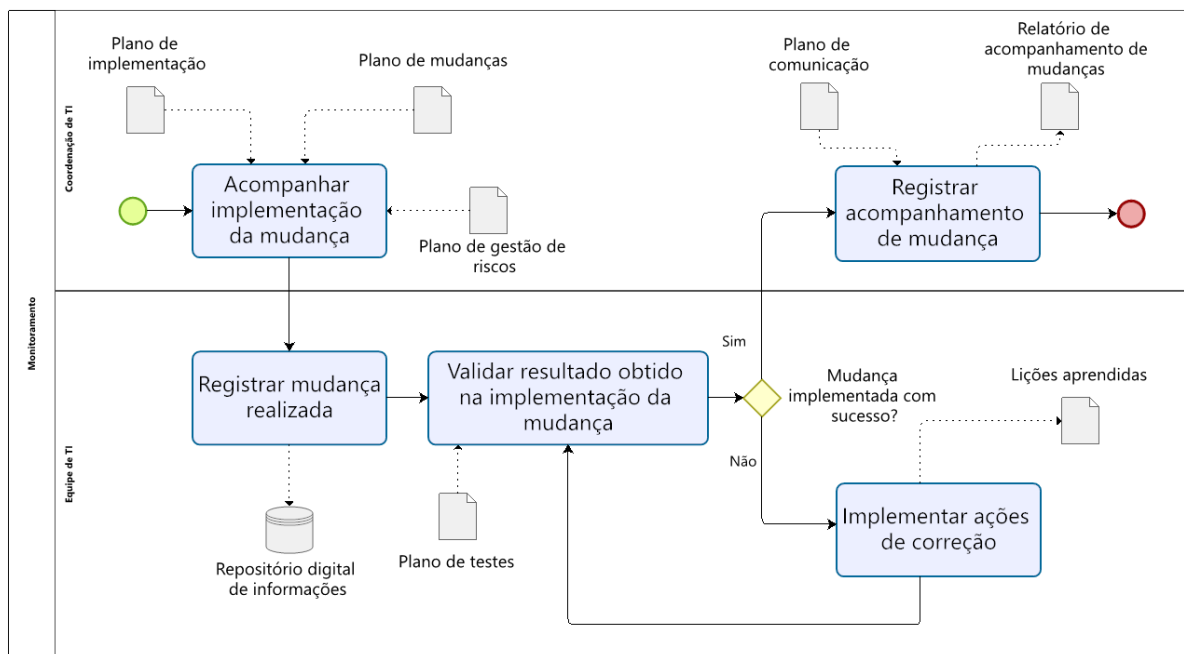 Monitoramento
Coordenação de TI
Plano de
implementação
Plano de mudanças
Acompanhar
implementação
da mudança
Plano de gestão de
riscos
Plano de
comunicação
Relatório de
acompanhamento de
mudanças
Registrar
acompanhamento
de mudança
Equipe de TI
Registrar mudança
realizada
Repositório digital
de informações
Validar resultado obtido
na implementação da
mudança
Plano de testes
Sim
Mudança
implementada com
sucesso?
Não
Lições aprendidas
Implementar ações
de correção